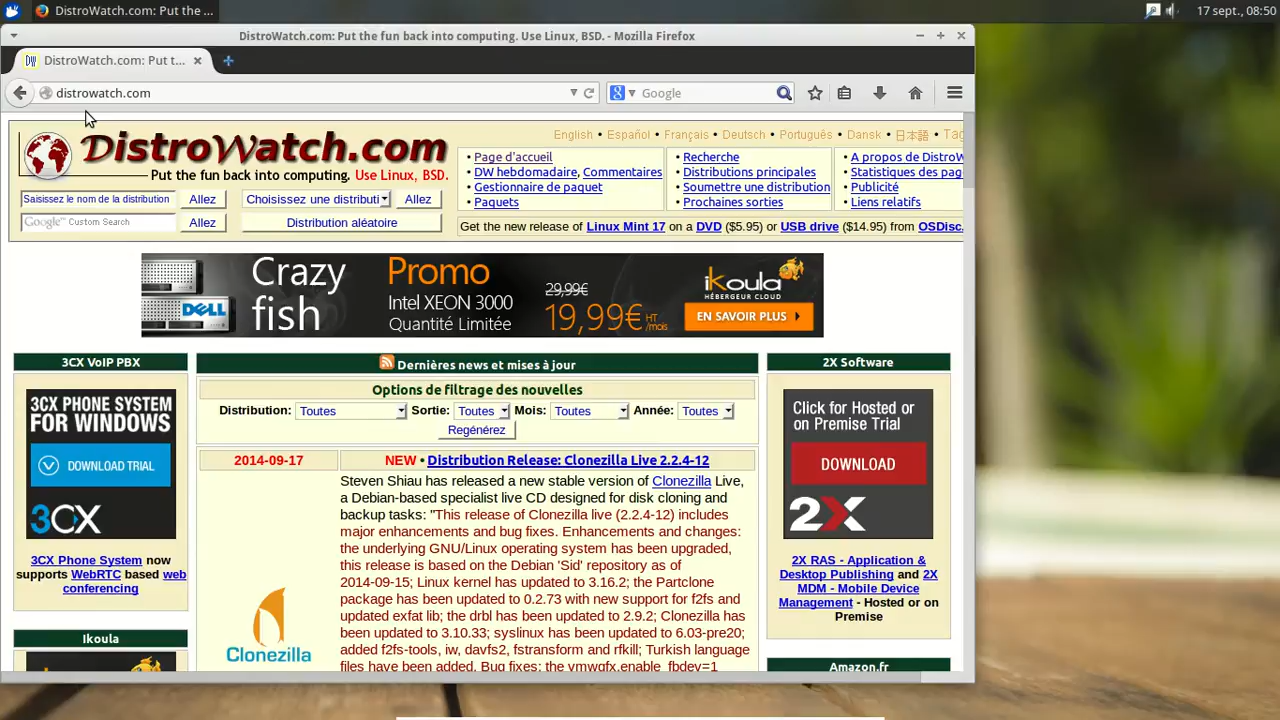 DistroWatch.com: Put the ...
17 sept., 08:50
DistroWatch.com: Put the fun back into computing. Use Linux, BSD. - Mozilla Firefox
DW DistroWatch.com: Put t...
distrowatch.com
Google
DistroWatch.com
Put the fun back into computing. Use Linux, BSD.
English • Español • Français • Deutsch • Português • Dansk • 日本語 • Tag
• Page d'accueil
• DW hebdomadaire, Commentaires
• Gestionnaire de paquet
• Paquets
• Recherche
• Distributions principales
• Soumettre une distribution
• Prochaines sorties
• A propos de DistroW
• Statistiques des pag
• Publicité
• Liens relatifs
Saisissez le nom de la distribution Allez Choisissez une distributi Allez
Google™ Custom Search Allez Distribution aléatoire
Get the new release of Linux Mint 17 on a DVD ($5.95) or USB drive ($14.95) from OSDisc.
DELL
Crazy
fish
Promo
Intel XEON 3000
Quantité Limitée
29,99€
19,99€ HT
/mois
ikoula
HÉBERGEUR CLOUD
EN SAVOIR PLUS
3CX VoIP PBX
3CX PHONE SYSTEM
FOR WINDOWS
DOWNLOAD TRIAL
3CX
3CX Phone System now
supports WebRTC based web
conferencing
Ikoula
Dernières news et mises à jour
Options de filtrage des nouvelles
Distribution: Toutes Sortie: Toutes Mois: Toutes Année: Toutes
Regénérez
2014-09-17
NEW • Distribution Release: Clonezilla Live 2.2.4-12
Steven Shiau has released a new stable version of Clonezilla Live,
a Debian-based specialist live CD designed for disk cloning and
backup tasks: "This release of Clonezilla live (2.2.4-12) includes
major enhancements and bug fixes. Enhancements and changes:
the underlying GNU/Linux operating system has been upgraded,
this release is based on the Debian 'Sid' repository as of
2014-09-15; Linux kernel has updated to 3.16.2; the Partclone
package has been updated to 0.2.73 with new support for f2fs and
updated exfat lib; the drbl has been updated to 2.9.2; Clonezilla has
been updated to 3.10.33; syslinux has been updated to 6.03-pre20;
added f2fs-tools, iw, davfs2, fstransform and rfkill; Turkish language
files have been added. Bug fixes: the vmwgfx.enable_fbdev=1
Clonezilla
2X Software
Click for Hosted or
on Premise Trial
DOWNLOAD
2X
2X RAS - Application &
Desktop Publishing and 2X
MDM - Mobile Device
Management - Hosted or on
Premise
Amazon.fr